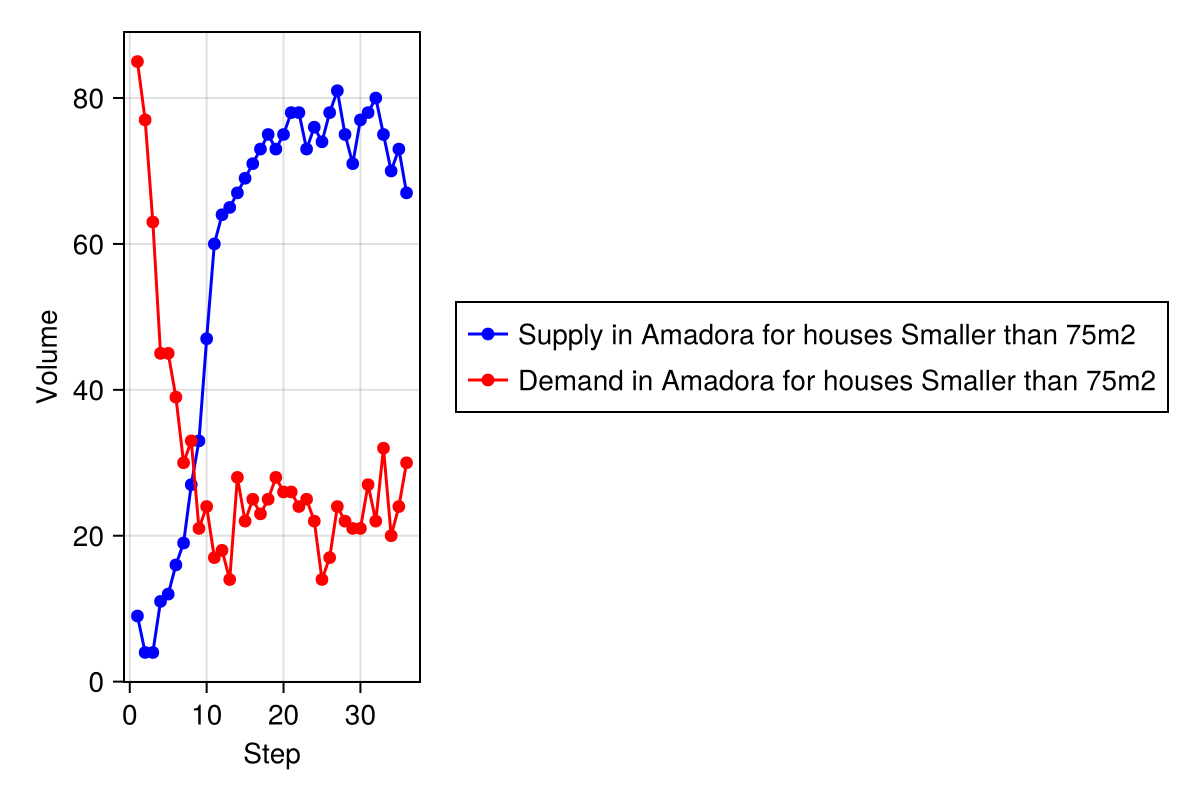 80
60
40
20
0
Volume
0 10 20 30
Step
Supply in Amadora for houses Smaller than 75m2
Demand in Amadora for houses Smaller than 75m2